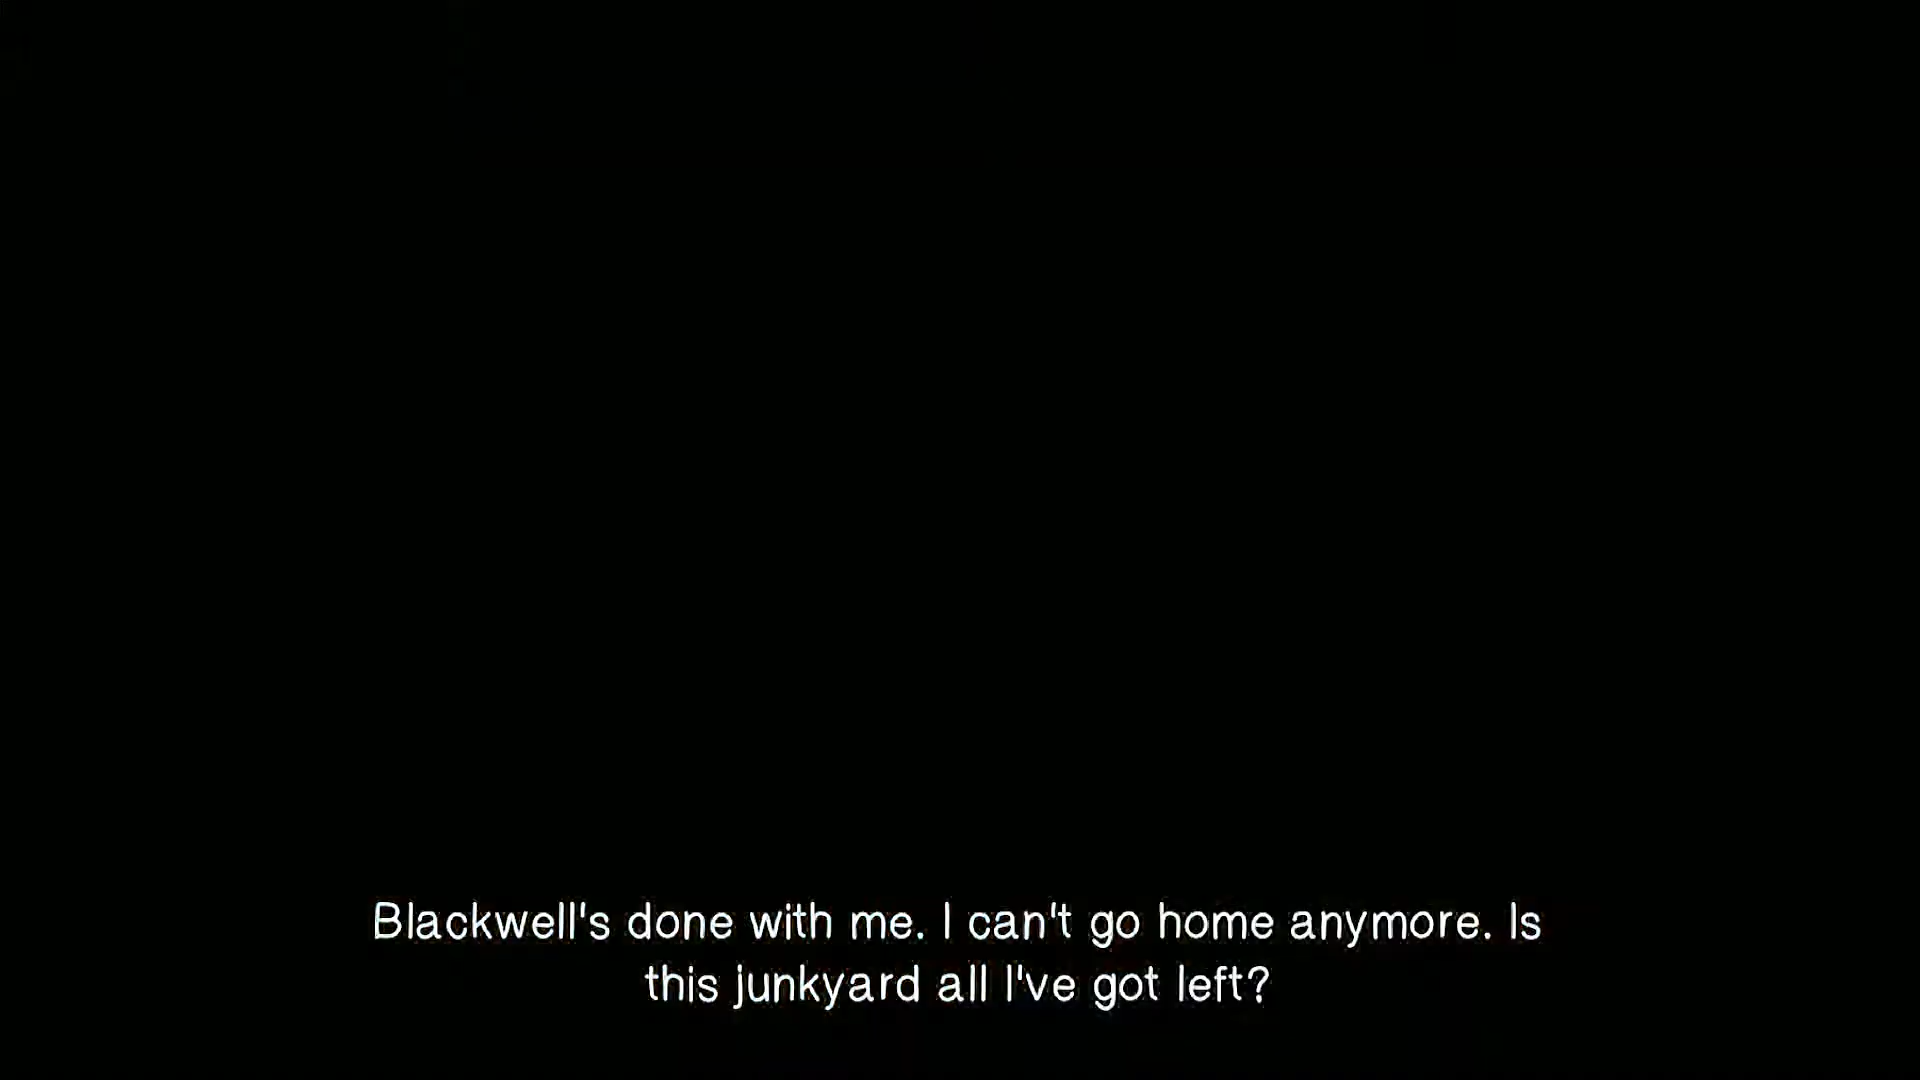 Blackwell's done with me. I can't go home anymore. Is
this junkyard all I've got left?